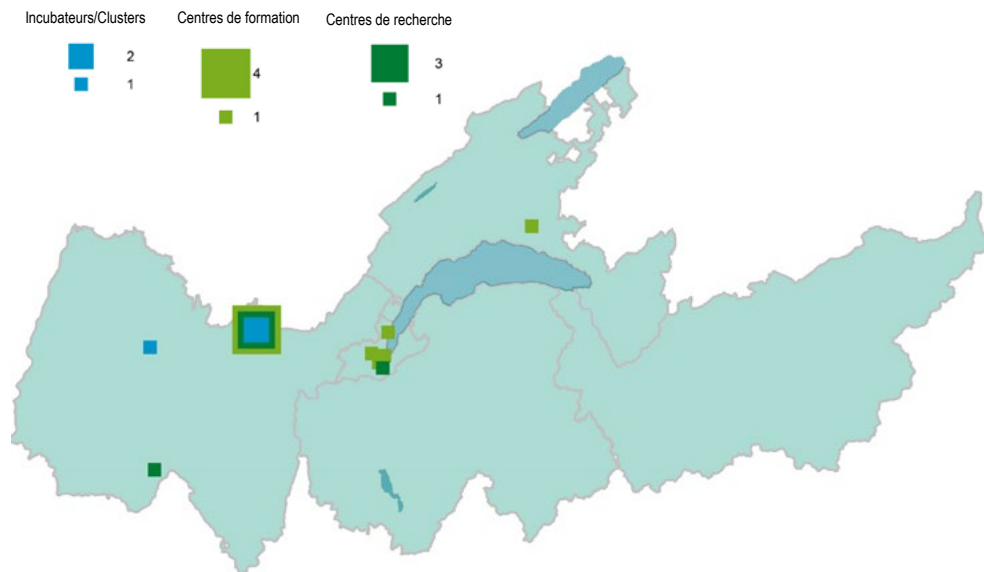 Incubateurs/Clusters Centres de formation Centres de recherche
2 4 3
1 1 1